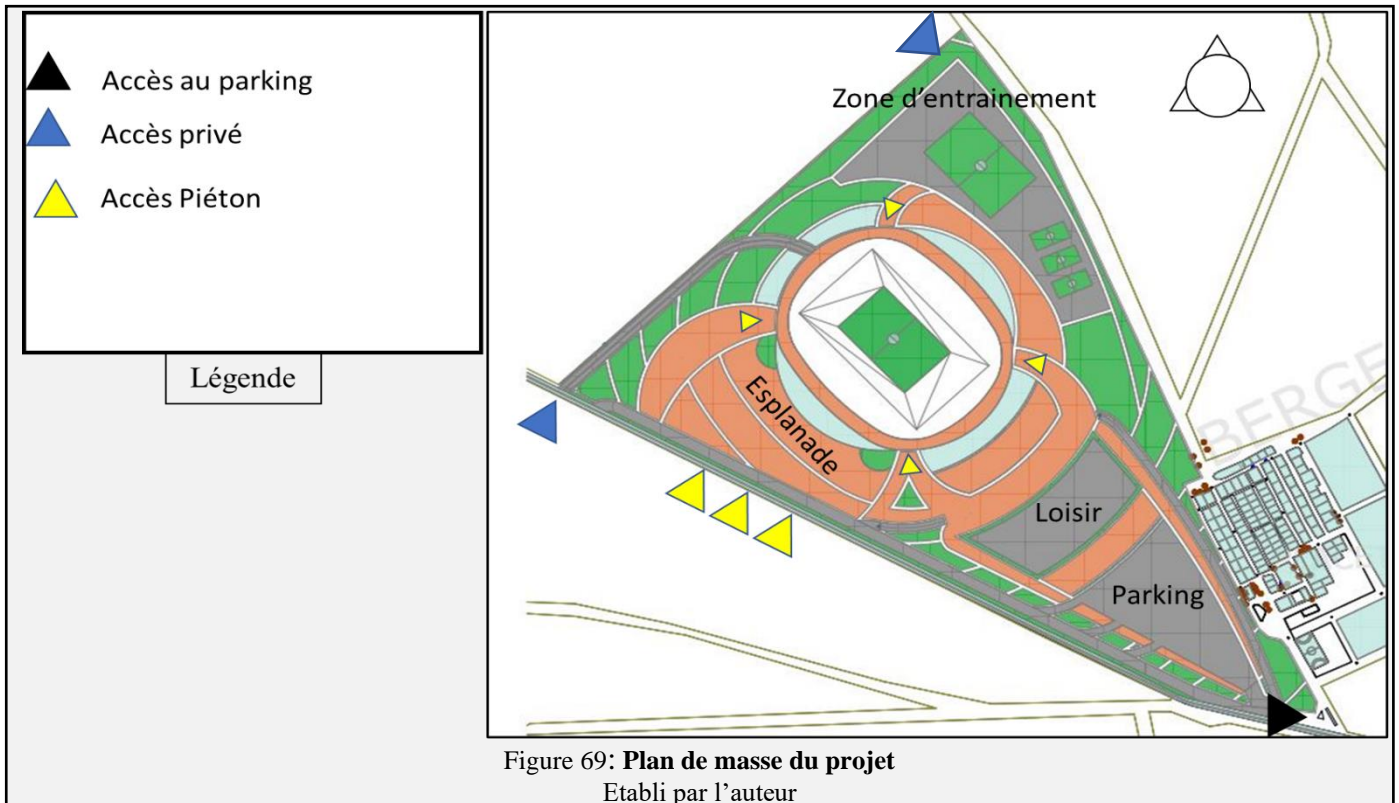 Accès au parking
Accès privé
Accès Piéton
Légende
Zone d'entrainement
Esplanade
Loisir
Parking
BERGE
Figure 69: Plan de masse du projet
Etabli par l'auteur